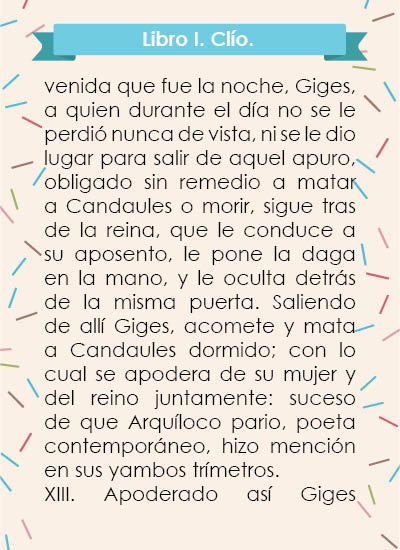 Libro I. Clío.
venida que fue la noche, Giges,
a quien durante el día no se le
perdió nunca de vista, ni se le dio
lugar para salir de aquel apuro,
obligado sin remedio a matar
a Candaules o morir, sigue tras
de la reina, que le conduce a
su aposento, le pone la daga
en la mano, y le oculta detrás
de la misma puerta. Saliendo
de allí Giges, acomete y mata
a Candaules dormido; con lo
cual se apodera de su mujer y
del reino juntamente: suceso
de que Arquíloco pario, poeta
contemporáneo, hizo mención
en sus yambos trímetros.
XIII. Apoderado así Giges